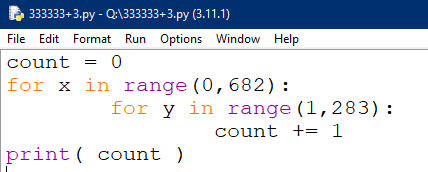 333333+3.py - Q:\333333+3.py (3.11.1)
File Edit Format Run Options Window Help
count = 0
for x in range(0,682):
        for y in range(1,283):
                count += 1
print( count )